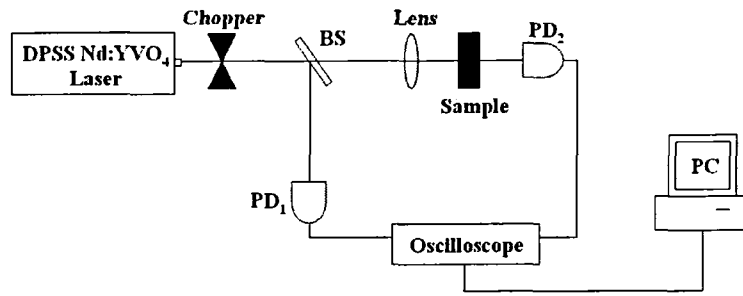 Chopper
BS
Lens
PD₂
DPSS Nd:YVO₄
Laser
Sample
PC
PD₁
Oscilloscope